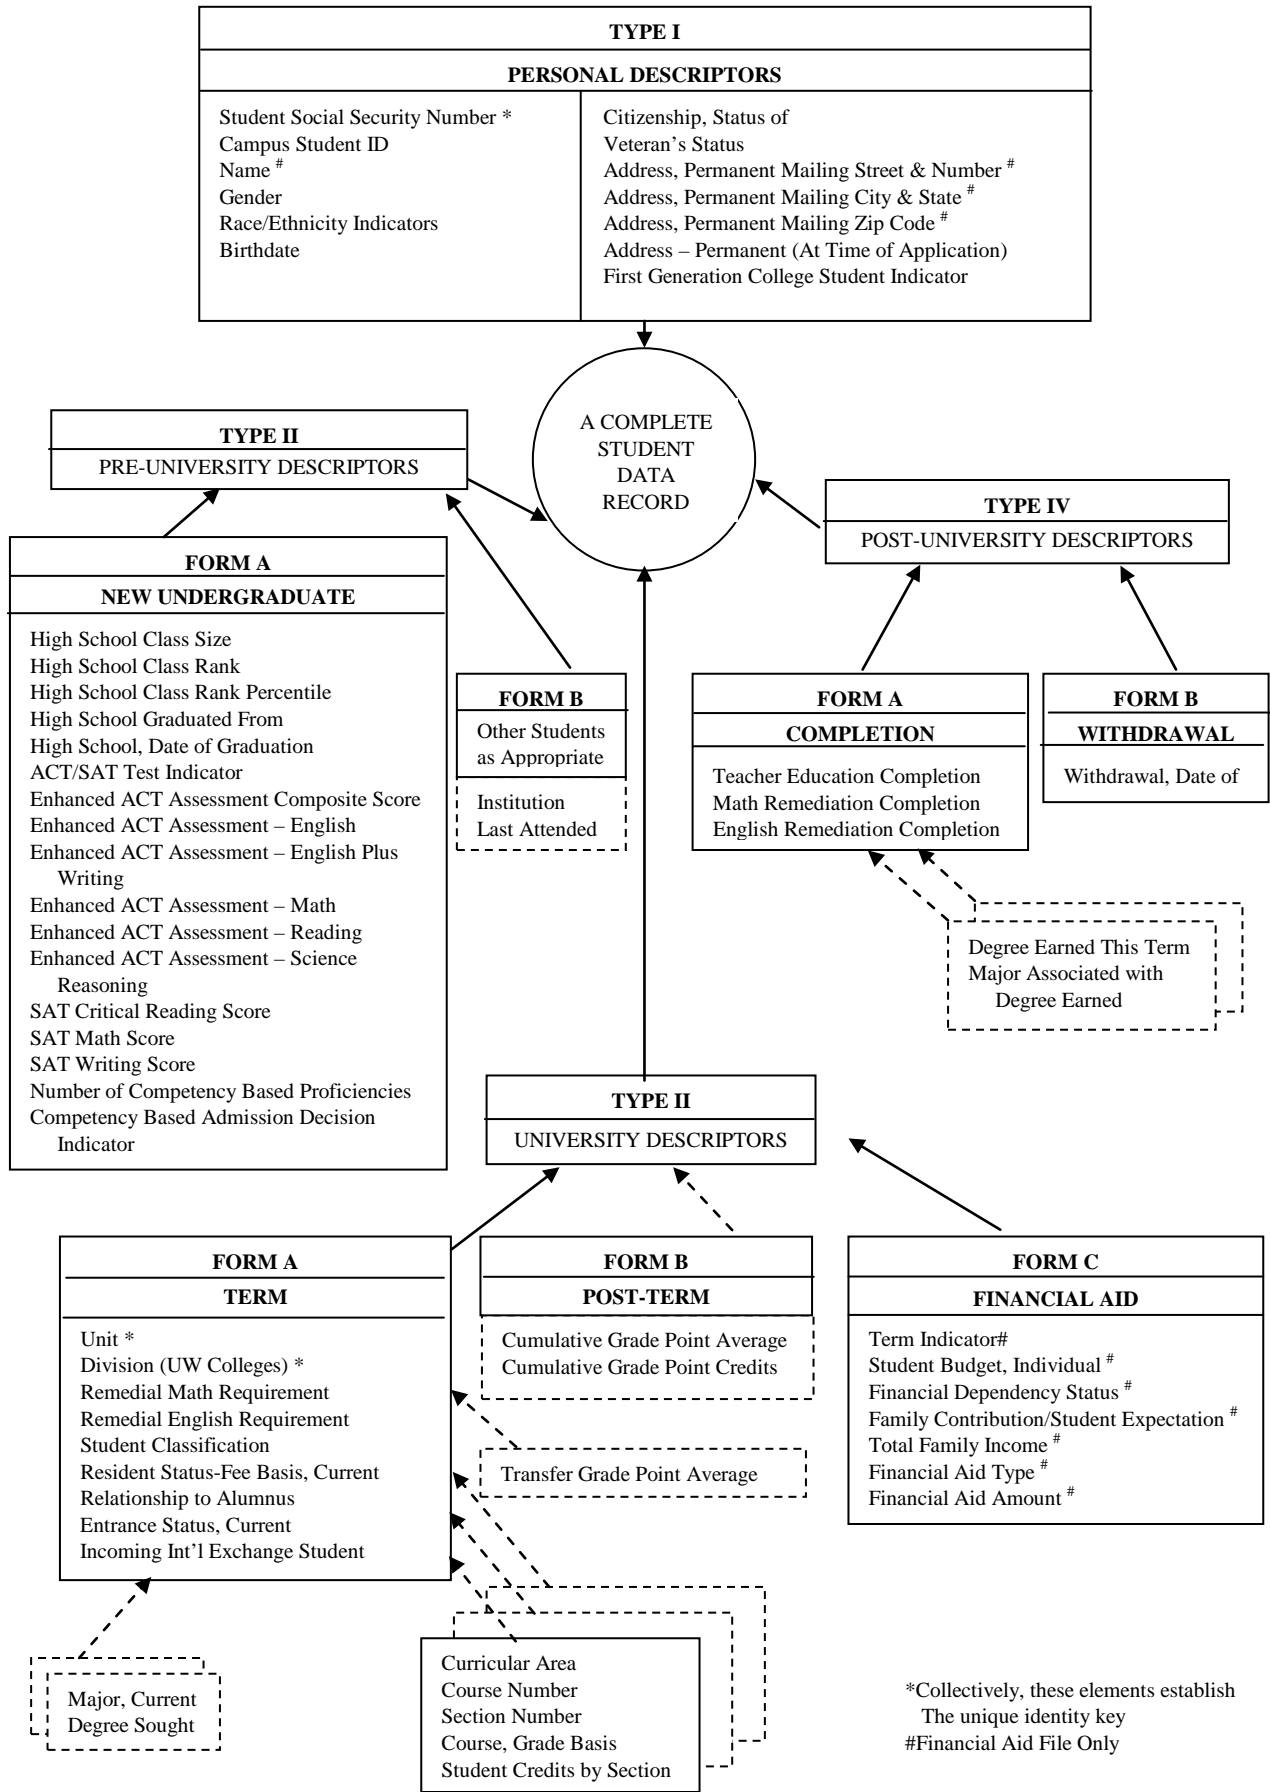 TYPE I
PERSONAL DESCRIPTORS
Student Social Security Number *
Campus Student ID
Name #
Gender
Race/Ethnicity Indicators
Birthdate
Citizenship, Status of
Veteran’s Status
Address, Permanent Mailing Street & Number #
Address, Permanent Mailing City & State #
Address, Permanent Mailing Zip Code #
Address – Permanent (At Time of Application)
First Generation College Student Indicator
A COMPLETE
STUDENT
DATA
RECORD
TYPE II
PRE-UNIVERSITY DESCRIPTORS
TYPE IV
POST-UNIVERSITY DESCRIPTORS
FORM A
NEW UNDERGRADUATE
High School Class Size
High School Class Rank
High School Class Rank Percentile
High School Graduated From
High School, Date of Graduation
ACT/SAT Test Indicator
Enhanced ACT Assessment Composite Score
Enhanced ACT Assessment – English
Enhanced ACT Assessment – English Plus
Writing
Enhanced ACT Assessment – Math
Enhanced ACT Assessment – Reading
Enhanced ACT Assessment – Science
Reasoning
SAT Critical Reading Score
SAT Math Score
SAT Writing Score
Number of Competency Based Proficiencies
Competency Based Admission Decision
Indicator
FORM B
Other Students
as Appropriate
Institution
Last Attended
FORM A
COMPLETION
Teacher Education Completion
Math Remediation Completion
English Remediation Completion
FORM B
WITHDRAWAL
Withdrawal, Date of
Degree Earned This Term
Major Associated with
Degree Earned
TYPE II
UNIVERSITY DESCRIPTORS
FORM A
TERM
Unit *
Division (UW Colleges) *
Remedial Math Requirement
Remedial English Requirement
Student Classification
Resident Status-Fee Basis, Current
Relationship to Alumnus
Entrance Status, Current
Incoming Int’l Exchange Student
FORM B
POST-TERM
Cumulative Grade Point Average
Cumulative Grade Point Credits
Transfer Grade Point Average
FORM C
FINANCIAL AID
Term Indicator#
Student Budget, Individual #
Financial Dependency Status #
Family Contribution/Student Expectation #
Total Family Income #
Financial Aid Type #
Financial Aid Amount #
Major, Current
Degree Sought
Curricular Area
Course Number
Section Number
Course, Grade Basis
Student Credits by Section
*Collectively, these elements establish
The unique identity key
#Financial Aid File Only